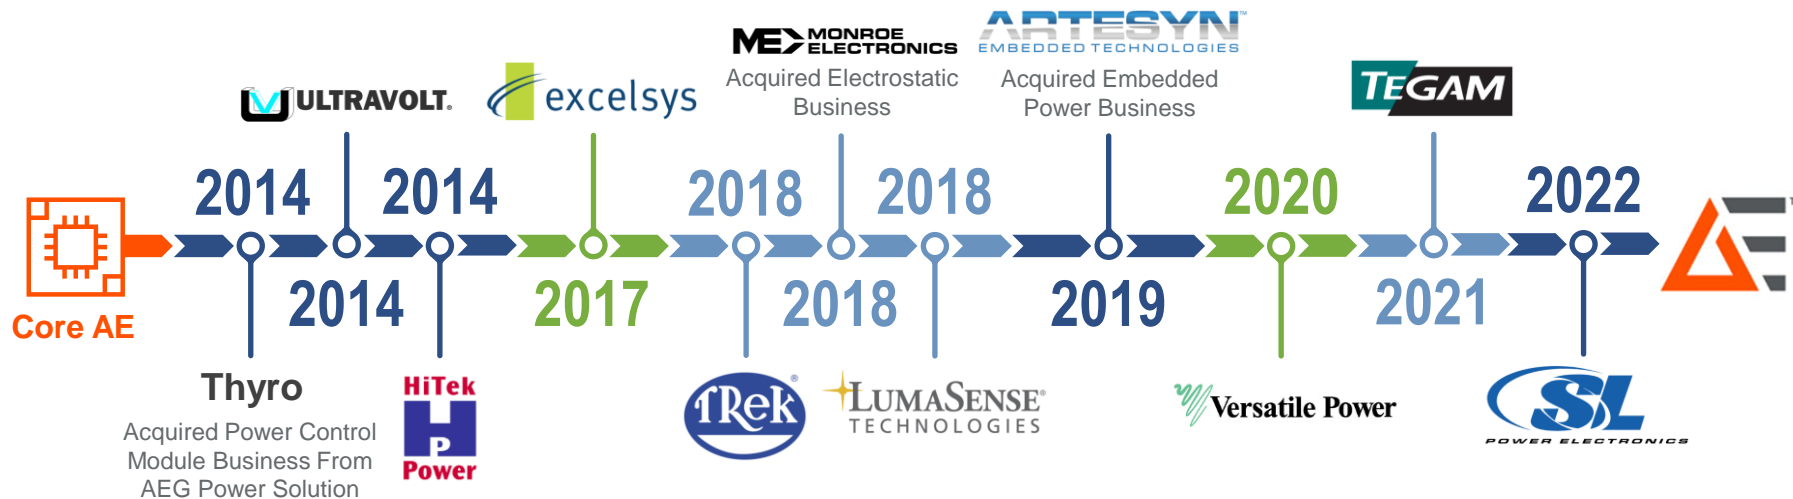 MONROE
ELECTRONICS
Acquired Electrostatic
Business
ARTESYN™
EMBEDDED TECHNOLOGIES
Acquired Embedded
Power Business
ULTRAVOLT.
excelsys
TEGAM
2014
2014
2018
2018
2020
2022
Core AE
2014
2017
2018
2019
2021
Thyro
Acquired Power Control
Module Business From
AEG Power Solution
HiTek
P
Power
TRek®
LUMASENSE®
TECHNOLOGIES
Versatile Power
SL
POWER ELECTRONICS